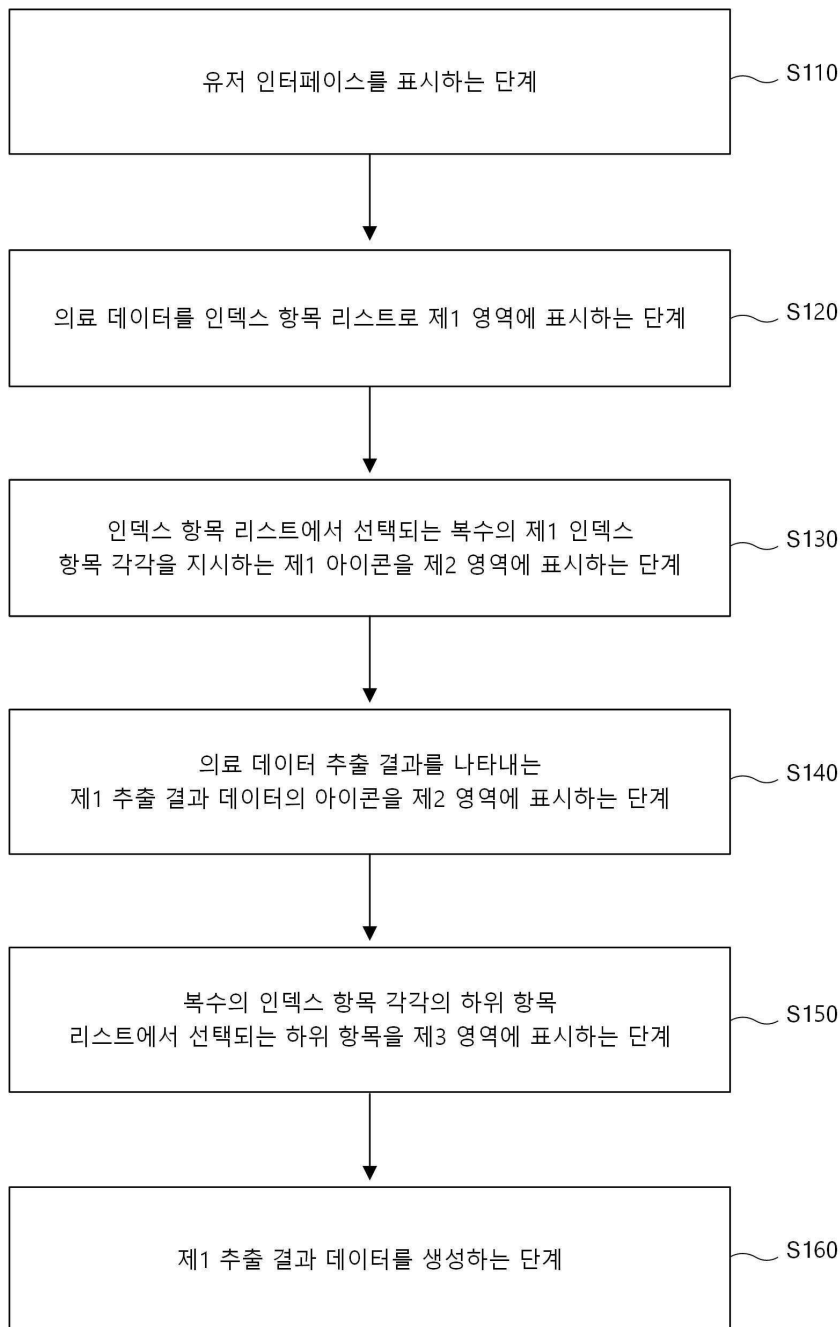 유저 인터페이스를 표시하는 단계
S110
의료 데이터를 인덱스 항목 리스트로 제1 영역에 표시하는 단계
S120
인덱스 항목 리스트에서 선택되는 복수의 제1 인덱스
항목 각각을 지시하는 제1 아이콘을 제2 영역에 표시하는 단계
S130
의료 데이터 추출 결과를 나타내는
제1 추출 결과 데이터의 아이콘을 제2 영역에 표시하는 단계
S140
복수의 인덱스 항목 각각의 하위 항목
리스트에서 선택되는 하위 항목을 제3 영역에 표시하는 단계
S150
제1 추출 결과 데이터를 생성하는 단계
S160